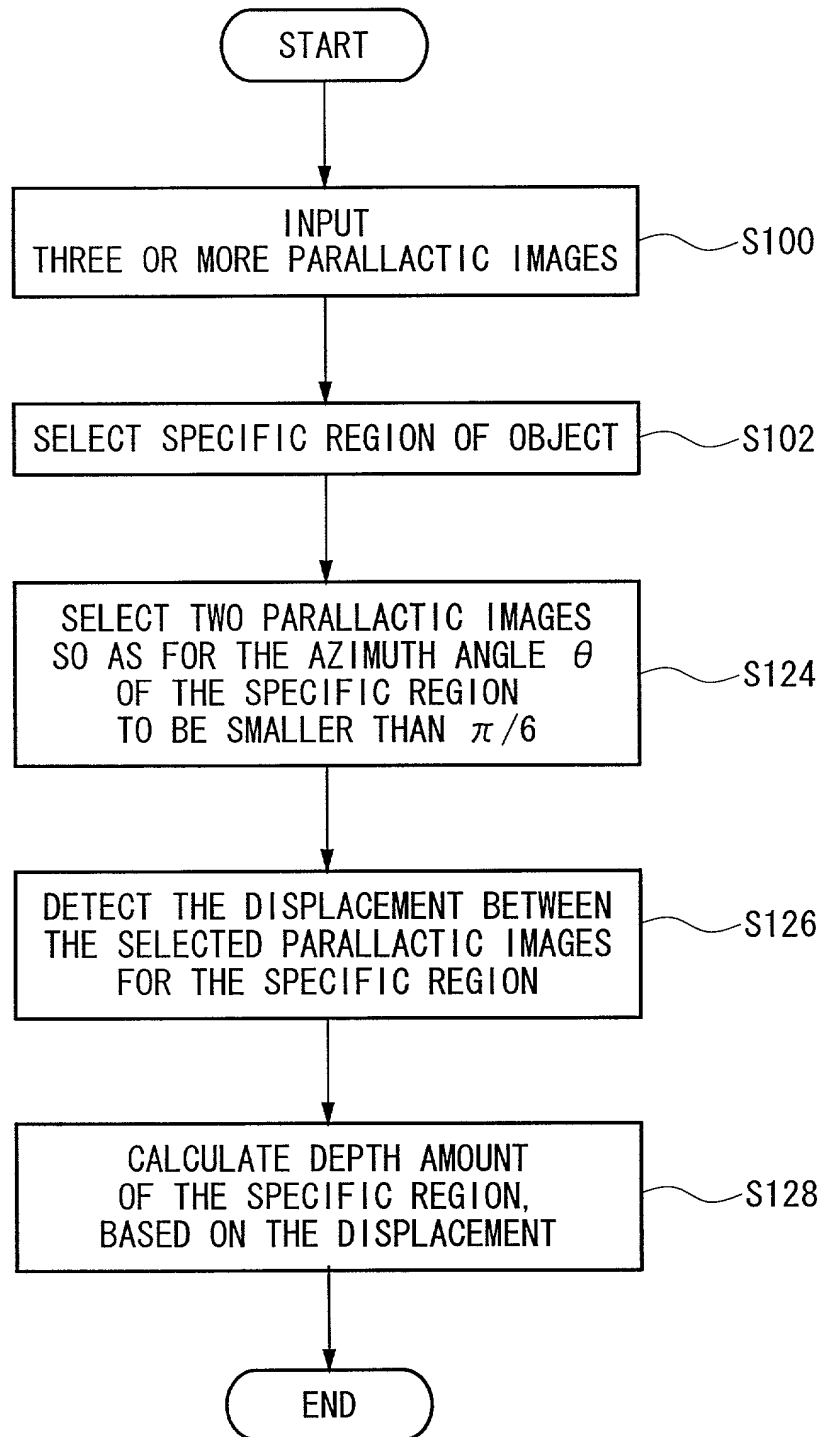 START
INPUT
THREE OR MORE PARALLACTIC IMAGES
S100
SELECT SPECIFIC REGION OF OBJECT
S102
SELECT TWO PARALLACTIC IMAGES
SO AS FOR THE AZIMUTH ANGLE θ
OF THE SPECIFIC REGION
TO BE SMALLER THAN π/6
S124
DETECT THE DISPLACEMENT BETWEEN
THE SELECTED PARALLACTIC IMAGES
FOR THE SPECIFIC REGION
S126
CALCULATE DEPTH AMOUNT
OF THE SPECIFIC REGION,
BASED ON THE DISPLACEMENT
S128
END